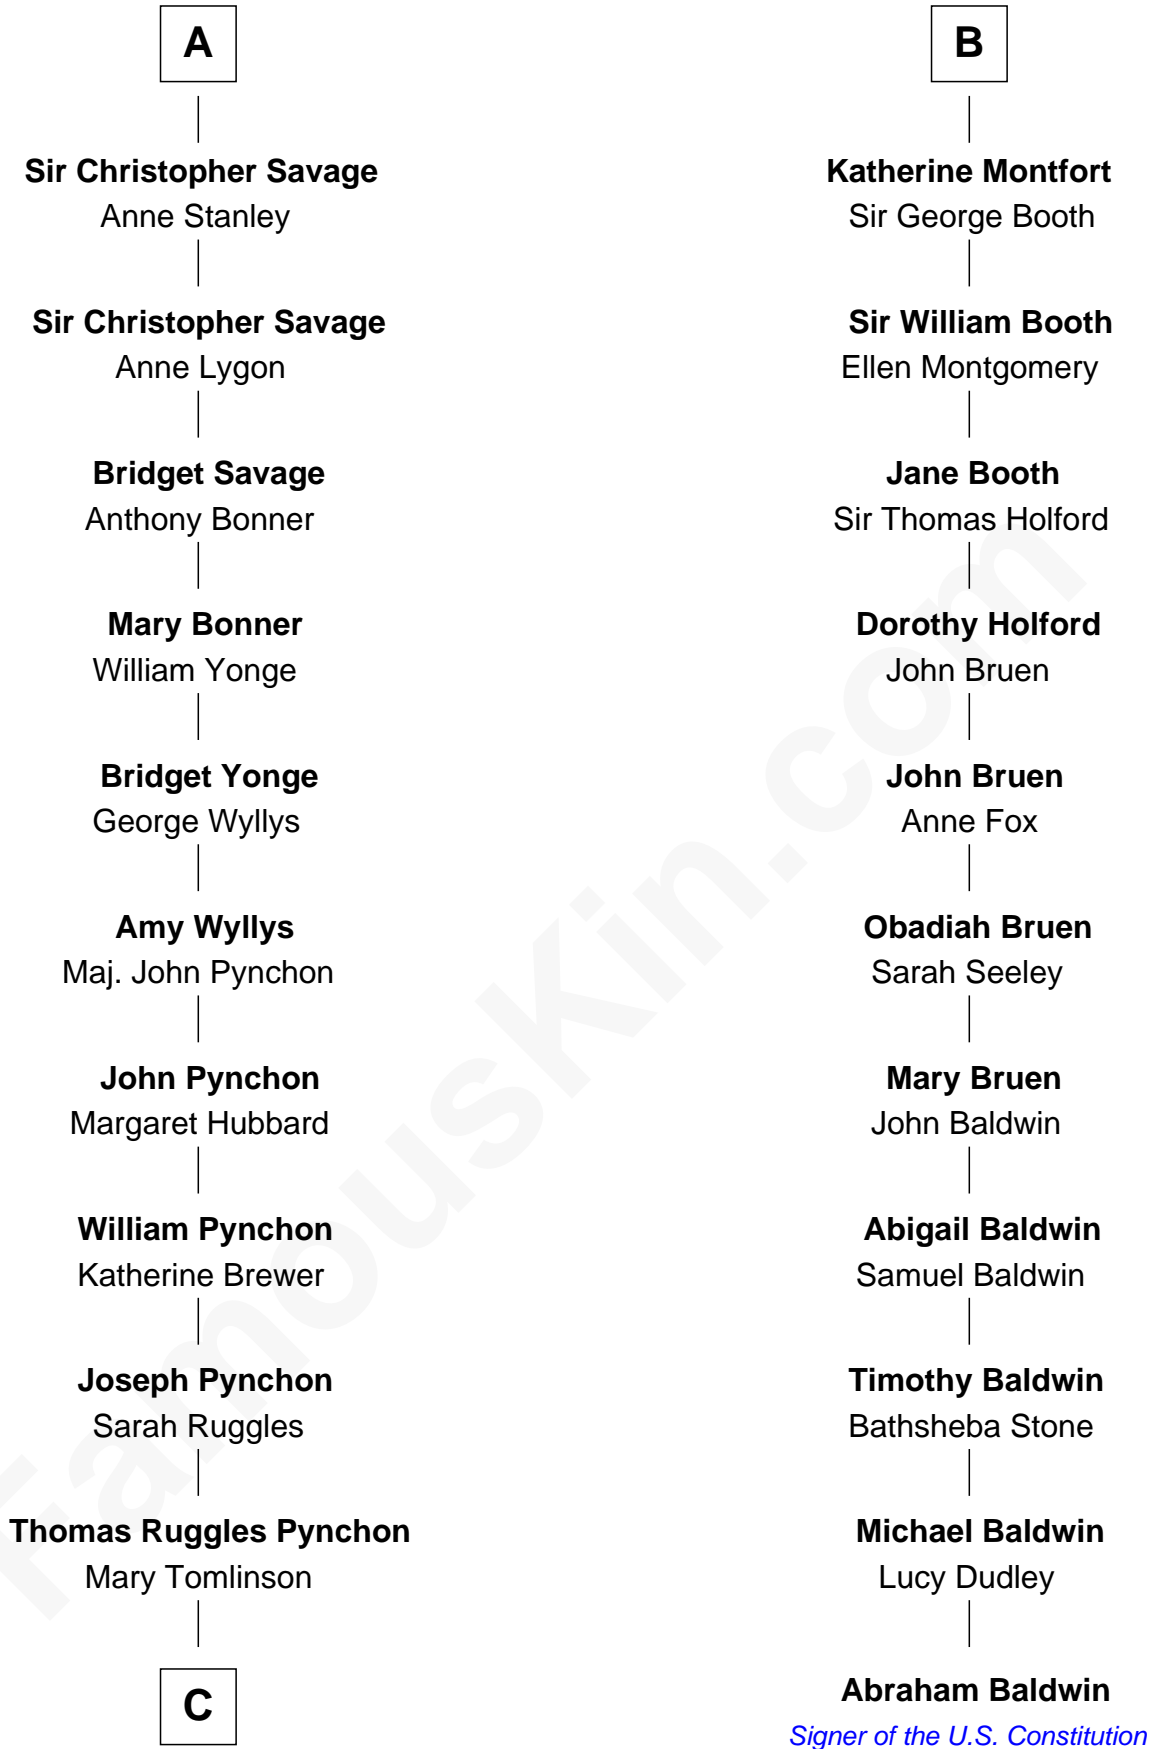 A
Sir Christopher Savage
Anne Stanley
Sir Christopher Savage
Anne Lygon
Bridget Savage
Anthony Bonner
Mary Bonner
William Yonge
Bridget Yonge
George Wyllys
Amy Wyllys
Maj. John Pynchon
John Pynchon
Margaret Hubbard
William Pynchon
Katherine Brewer
Joseph Pynchon
Sarah Ruggles
Thomas Ruggles Pynchon
Mary Tomlinson
C
B
Katherine Montfort
Sir George Booth
Sir William Booth
Ellen Montgomery
Jane Booth
Sir Thomas Holford
Dorothy Holford
John Bruen
John Bruen
Anne Fox
Obadiah Bruen
Sarah Seeley
Mary Bruen
John Baldwin
Abigail Baldwin
Samuel Baldwin
Timothy Baldwin
Bathsheba Stone
Michael Baldwin
Lucy Dudley
Abraham Baldwin
Signer of the U.S. Constitution
FamousKin.com